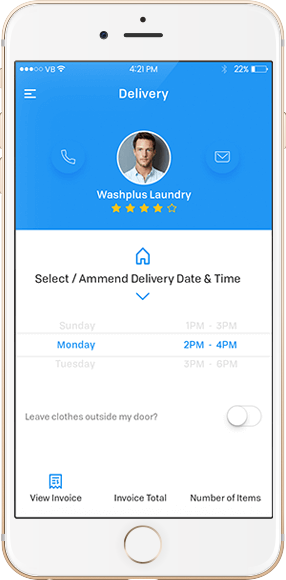 VB 4:21 PM 22%
Delivery
Washplus Laundry
Select / Ammend Delivery Date & Time
Sunday 1PM - 3PM
Monday 2PM - 4PM
Tuesday 3PM - 6PM
Leave clothes outside my door?
View Invoice Invoice Total Number of Items